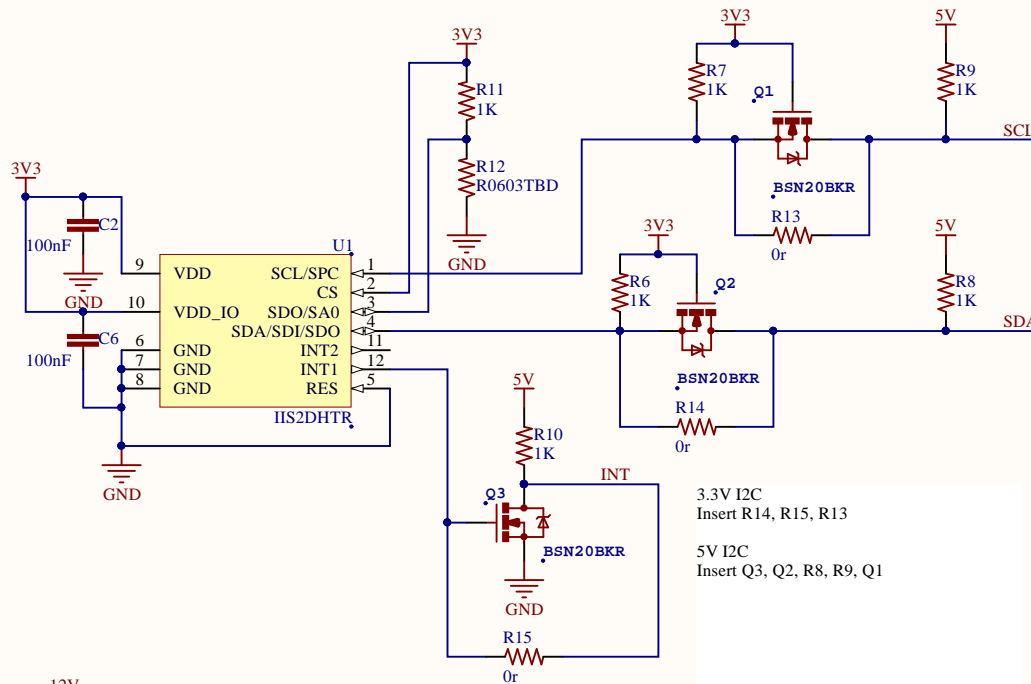 3V3
3V3
5V
R11
1K
R7
1K
Q1
R9
1K
SCL
R12
R0603TBD
3V3
BSN20BKR
C2
100nF
GND
R13
0r
GND
U1
3V3
5V
9 VDD SCL/SPC 1
CS 2
10 VDD_IO SDO/SA0 3
SDA/SDI/SDO 4
6 GND INT2 11
7 GND INT1 12
8 GND RES 5
IIS2DHTR
C6
100nF
R6
1K
Q2
R8
1K
SDA
BSN20BKR
R14
0r
5V
R10
1K
GND
INT
Q3
BSN20BKR
GND
3.3V I2C
Insert R14, R15, R13
5V I2C
Insert Q3, Q2, R8, R9, Q1
R15
0r
12V